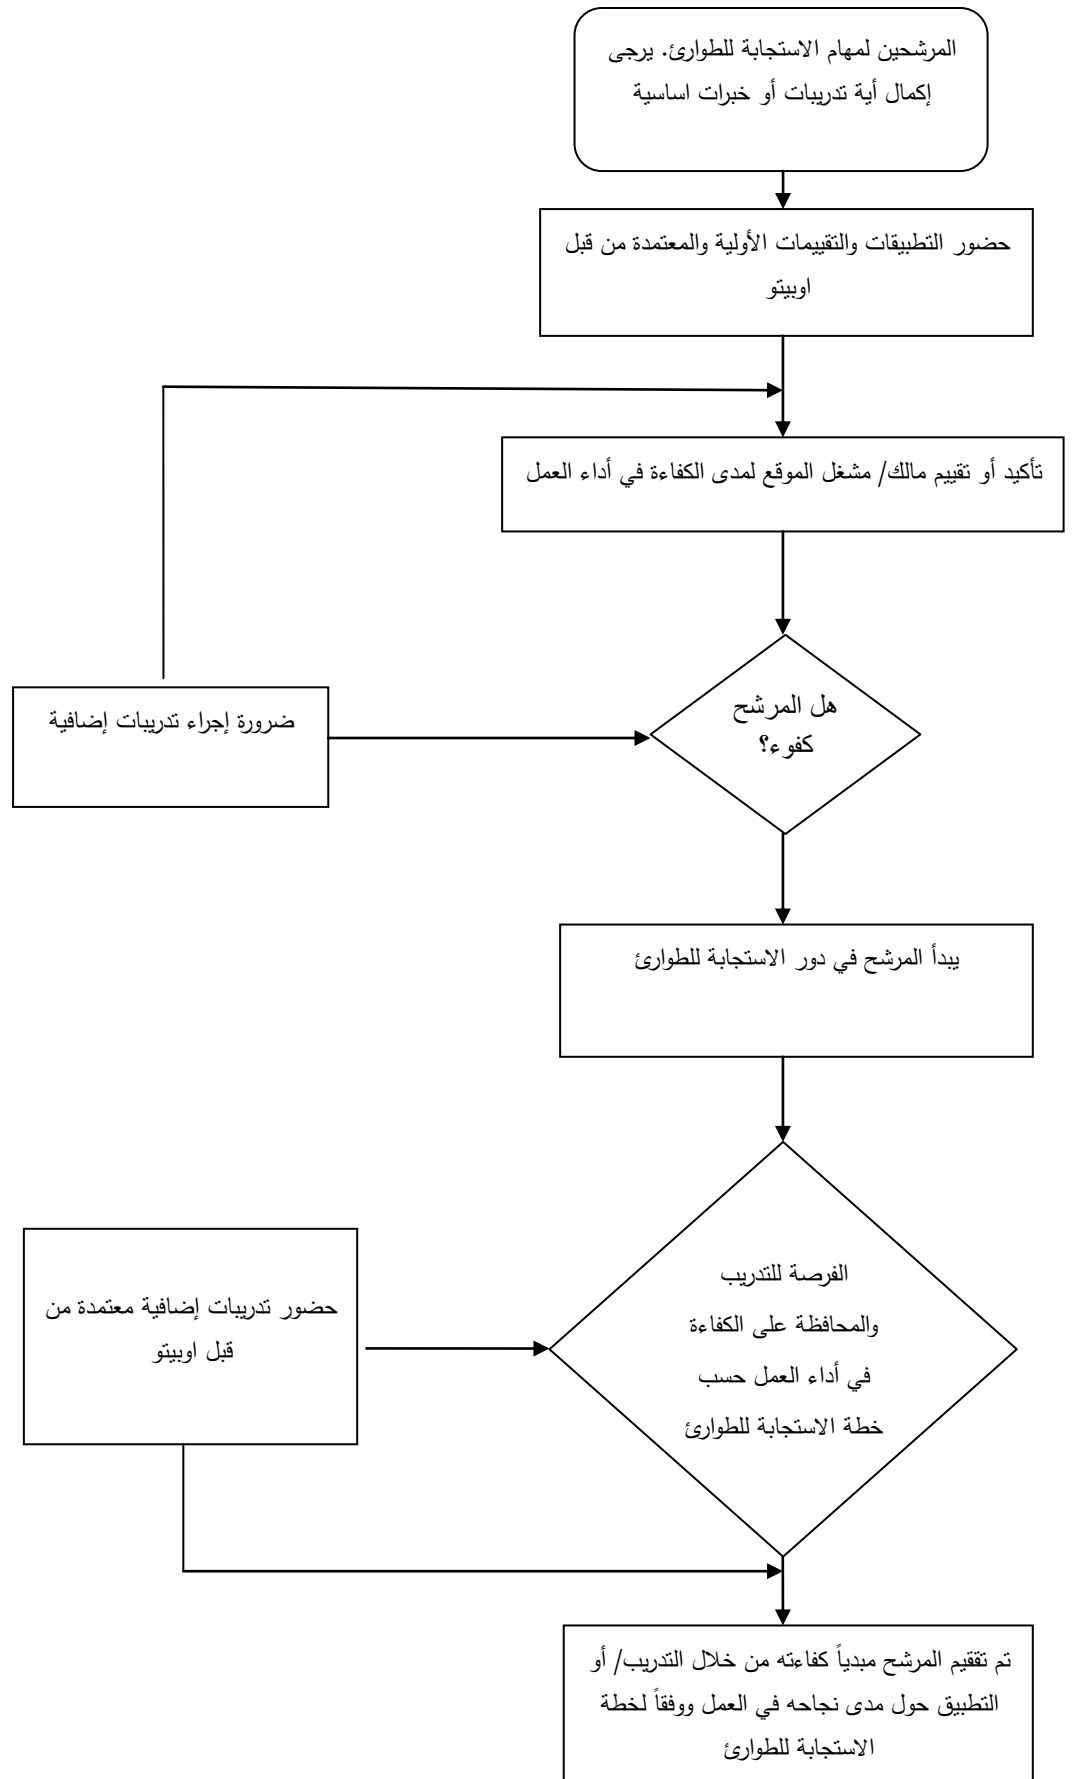 المرشحين لمهام الاستجابة للطوارئ. يرجى
إكمال أية تدريبات أو خبرات اساسية
حضور التطبيقات والتقييمات الأولية والمعتمدة من قبل
اوبيتو
تأكيد أو تقييم مالك/ مشغل الموقع لمدى الكفاءة في أداء العمل
هل المرشح
كفوء؟
ضرورة إجراء تدريبات إضافية
يبدأ المرشح في دور الاستجابة للطوارئ
الفرصة للتدريب
والمحافظة على الكفاءة
في أداء العمل حسب
خطة الاستجابة للطوارئ
حضور تدريبات إضافية معتمدة من
قبل اوبيتو
تم تققيم المرشح مبدياً كفاءته من خلال التدريب/ أو
التطبيق حول مدى نجاحه في العمل ووفقاً لخطة
الاستجابة للطوارئ